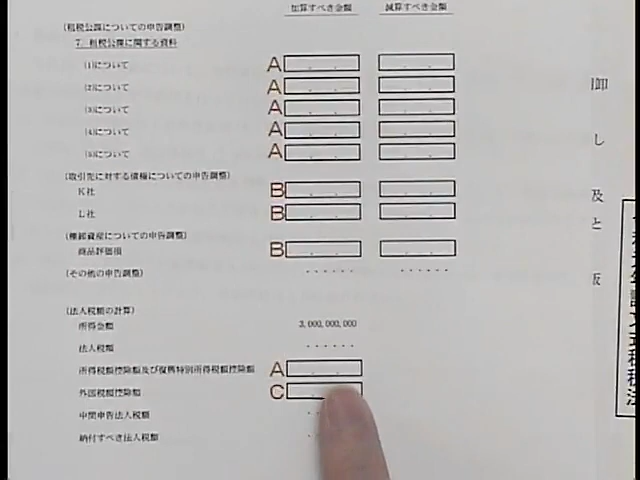 加算すべき金額 減算すべき金額
(租税公課についての申告調整)
7. 租税公課に関する資料
(1)について A
(2)について A
(3)について A
(4)について A
(5)について A
(取引先に対する債権についての申告調整)
K社 B
L社 B
(棚卸資産についての申告調整)
商品評価損 B
(その他の申告調整) ・・・・・・ ・・・・・・
(法人税額の計算)
所得金額 3,000,000,000
法人税額 ・・・・・・
所得税額控除額及び復興特別所得税額控除額 A
外国税額控除額 C
中間申告法人税額
納付すべき法人税額
し
及
と